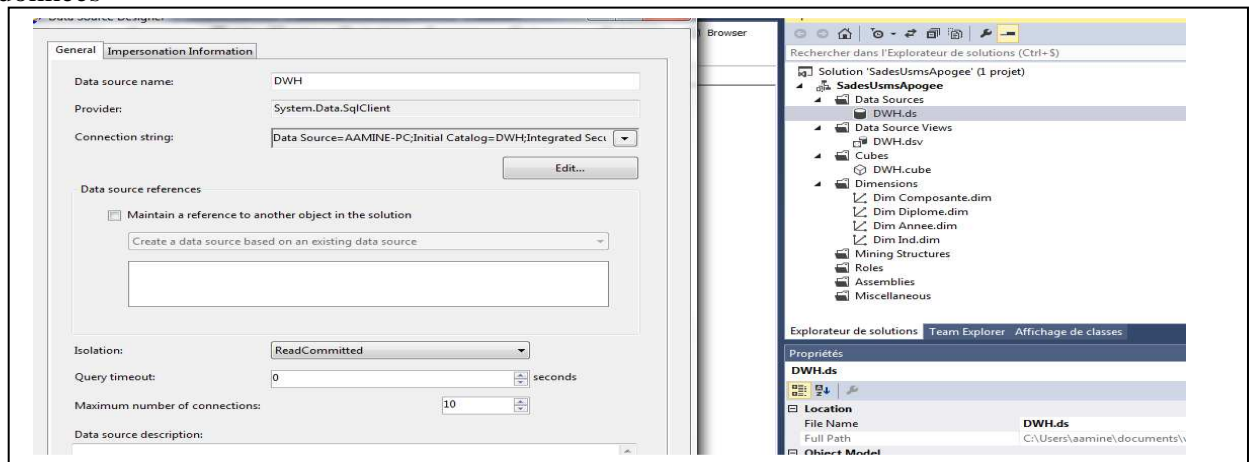 données
Data Source Designer
General Impersonation Information
Data source name: DWH
Provider: System.Data.SqlClient
Connection string: Data Source=AAMINE-PC;Initial Catalog=DWH;Integrated Secu
Edit...
Data source references
Maintain a reference to another object in the solution
Create a data source based on an existing data source
Isolation: ReadCommitted
Query timeout: 0 seconds
Maximum number of connections: 10
Data source description:
Browser
Rechercher dans l'Explorateur de solutions (Ctrl+$)
Solution 'SadesUsmsApogee' (1 projet)
SadesUsmsApogee
Data Sources
DWH.ds
Data Source Views
DWH.dsv
Cubes
DWH.cube
Dimensions
Dim Composante.dim
Dim Diplome.dim
Dim Annee.dim
Dim Ind.dim
Mining Structures
Roles
Assemblies
Miscellaneous
Explorateur de solutions Team Explorer Affichage de classes
Propriétés
DWH.ds
Location
File Name DWH.ds
Full Path C:\Users\aamine\documents\
Object Model